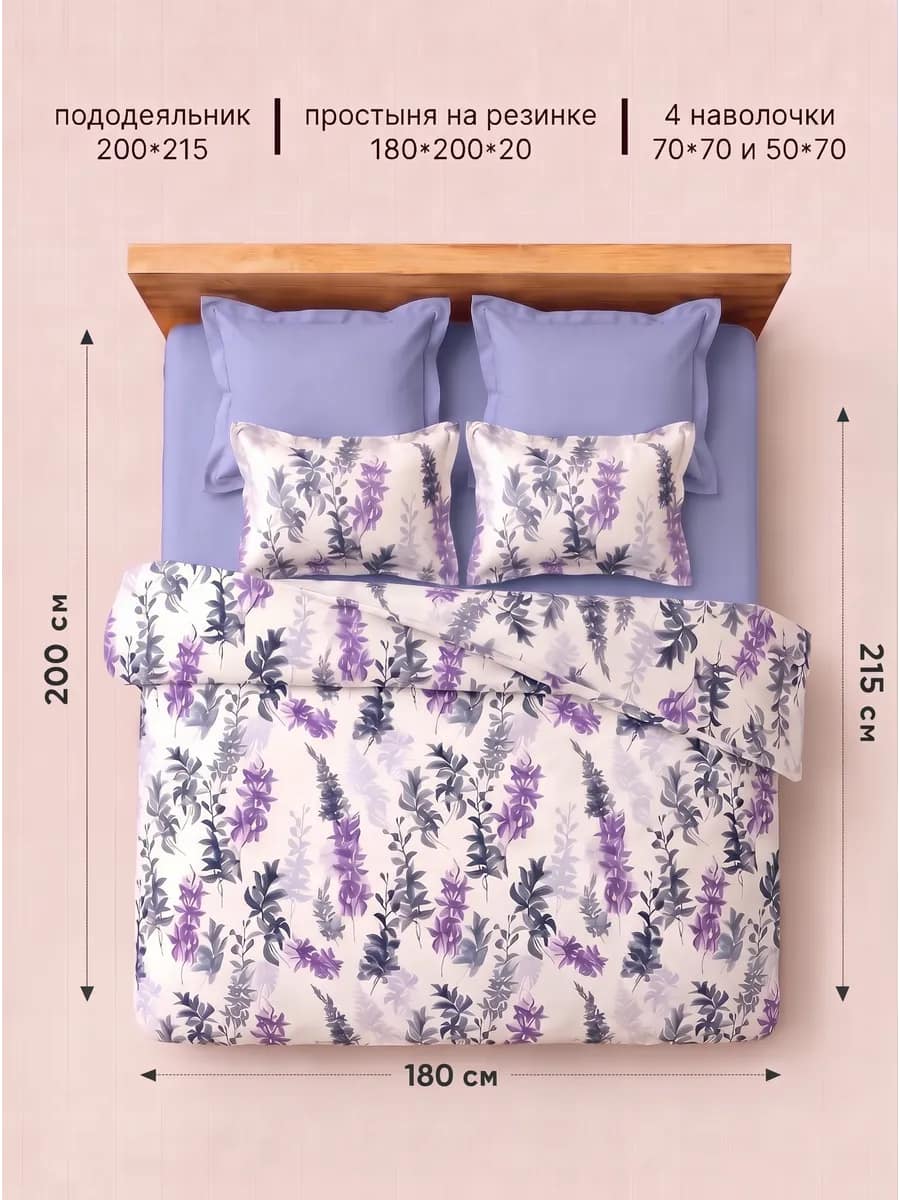 пододеяльник
200*215
простыня на резинке
180*200*20
4 наволочки
70*70 и 50*70
200 см
215 см
180 см